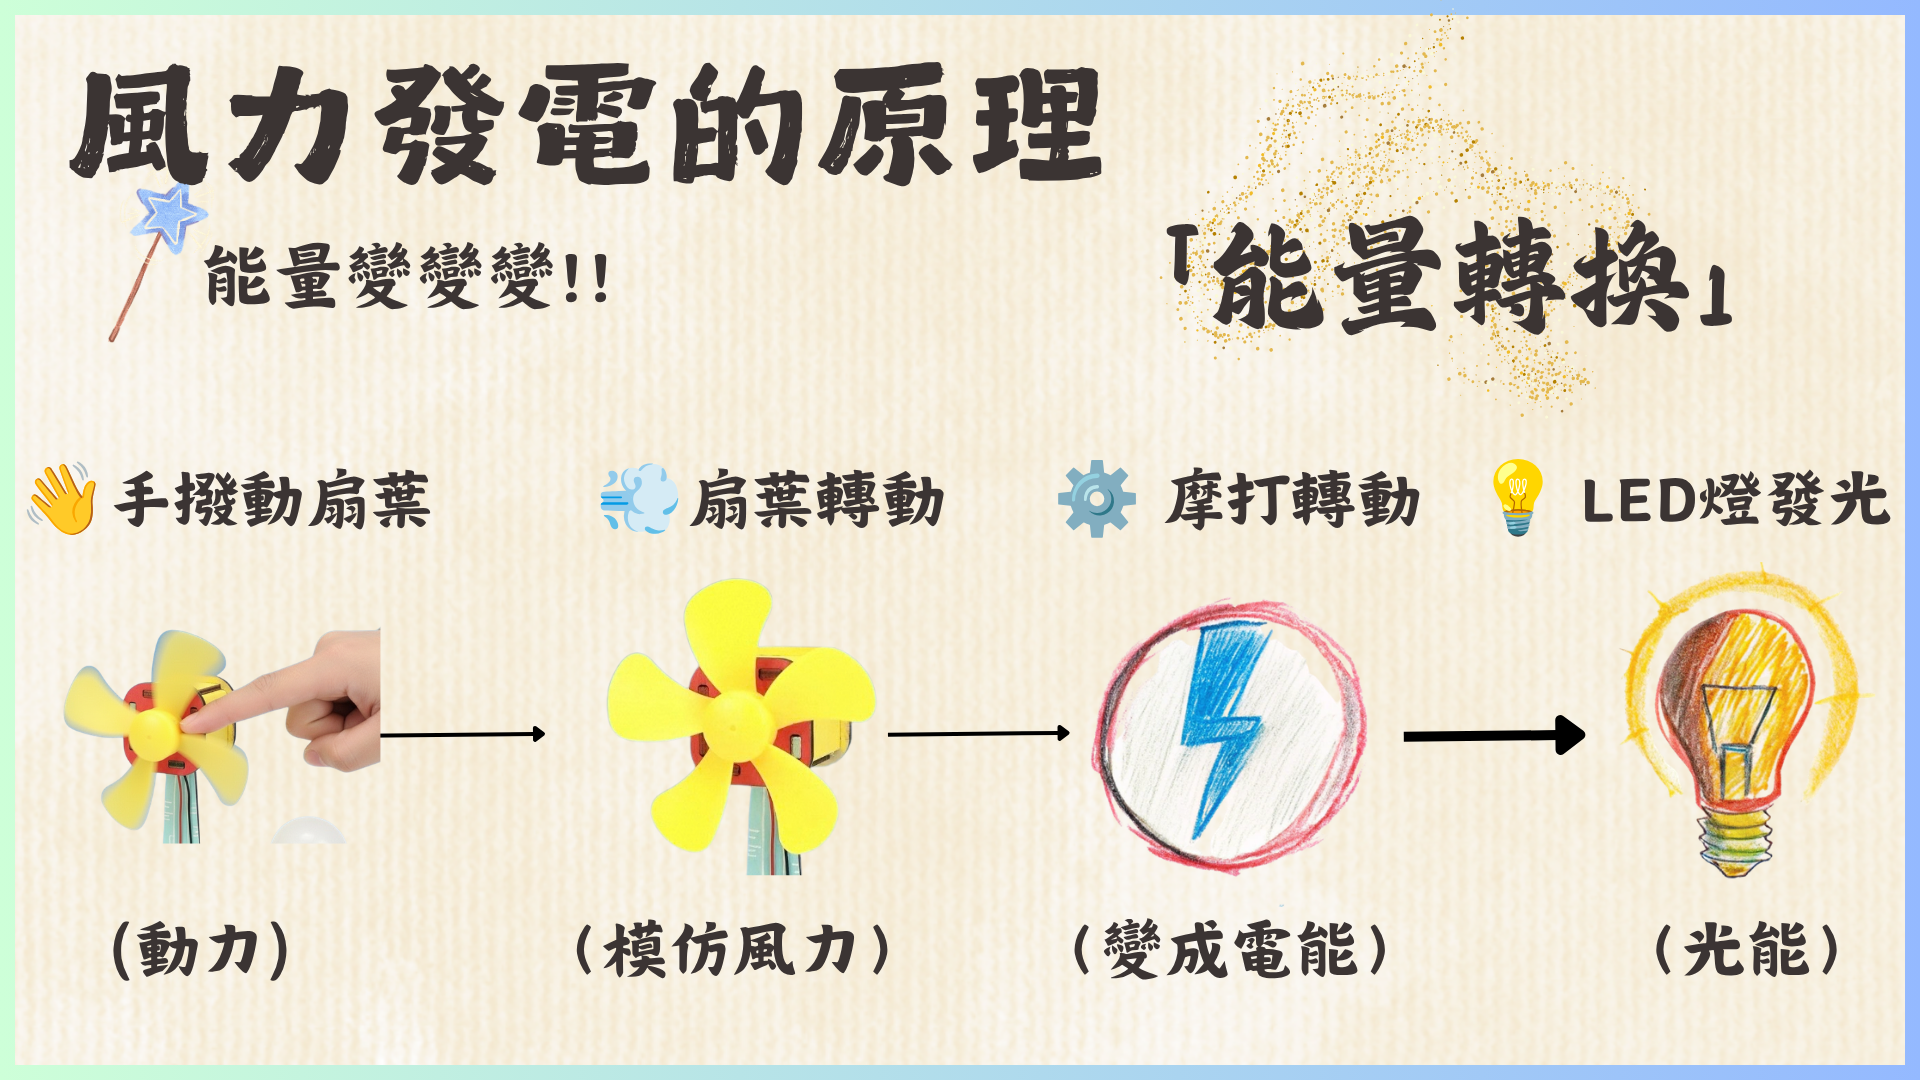 風力發電的原理
能量變變變!!
「能量轉換」
手撥動扇葉
扇葉轉動
摩打轉動
LED燈發光
(動力)
(模仿風力)
(變成電能)
(光能)